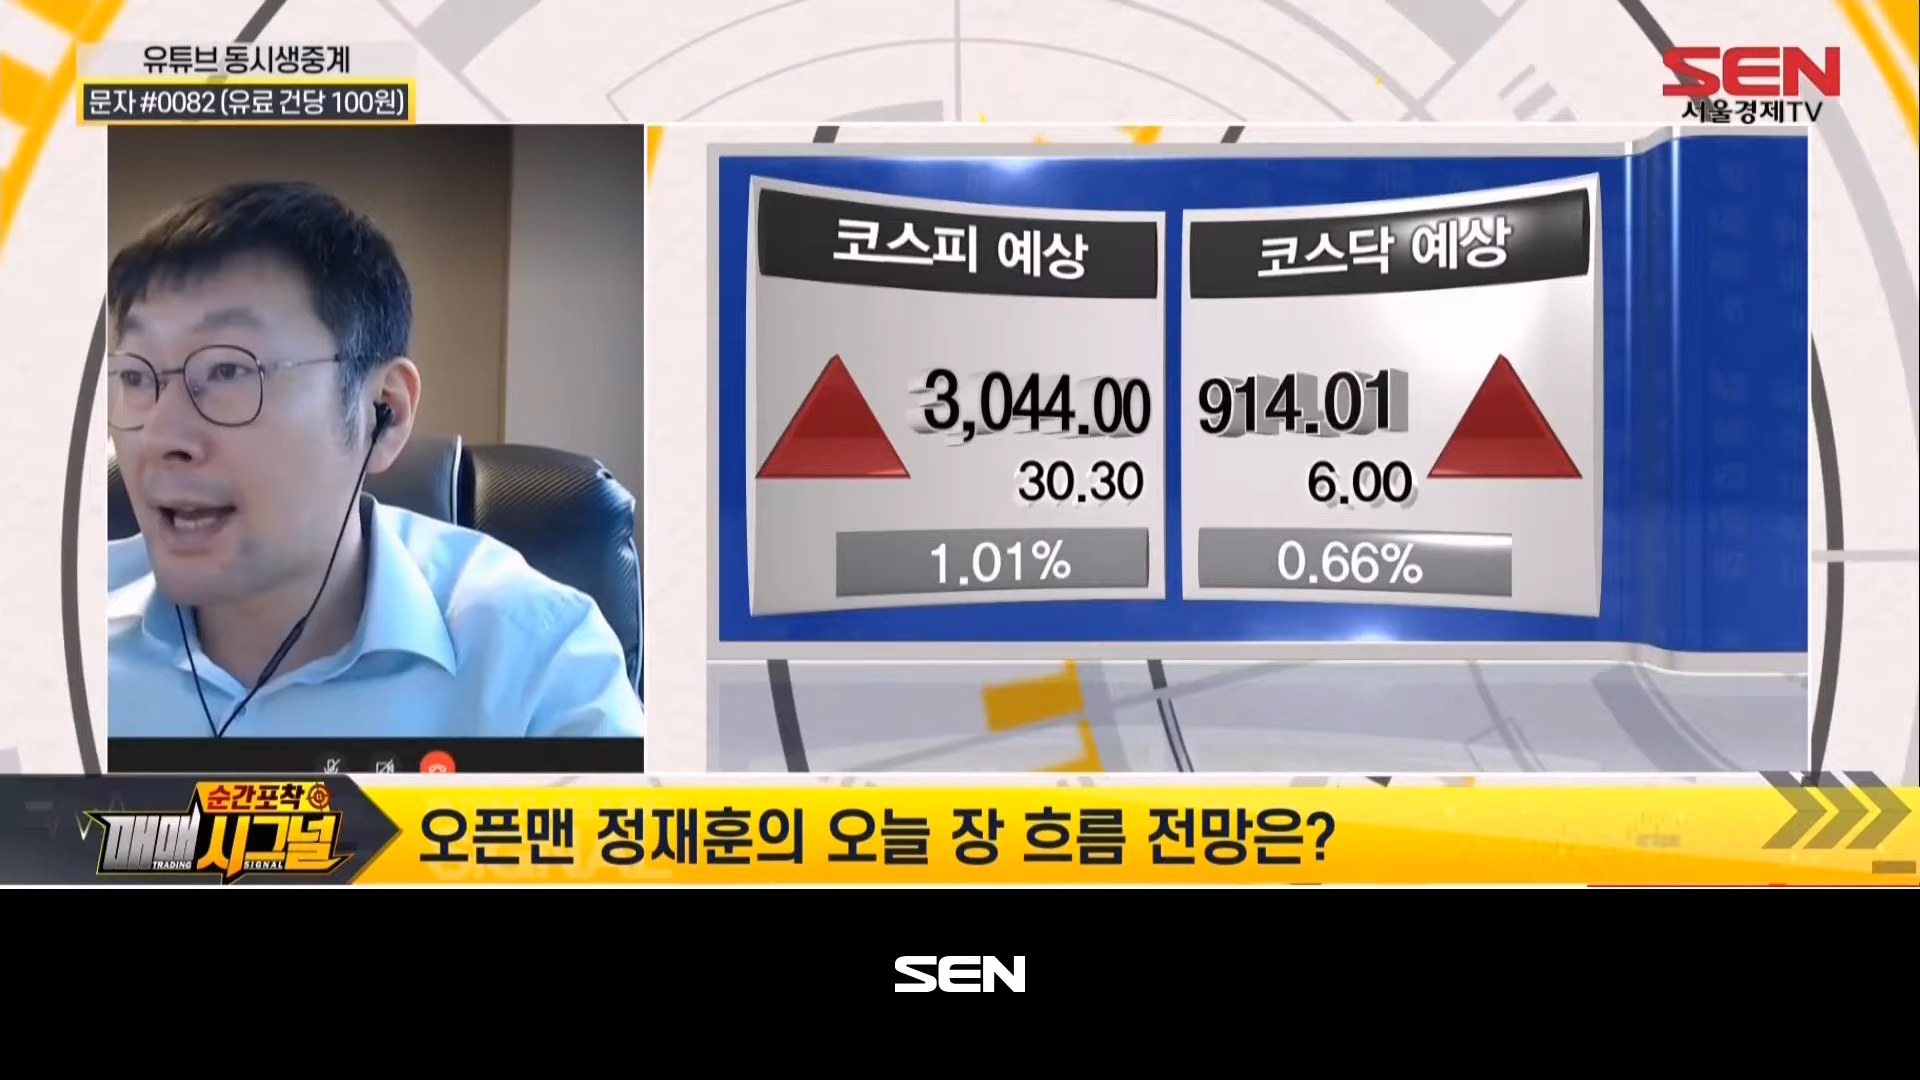 유튜브 동시생중계
문자 #0082 (유료 건당 100원)
SEN
서울경제TV
코스피 예상
3,044.00
30.30
1.01%
코스닥 예상
914.01
6.00
0.66%
순간포착
매매 시그널
TRADING SIGNAL
오픈맨 정재훈의 오늘 장 흐름 전망은?
SEN